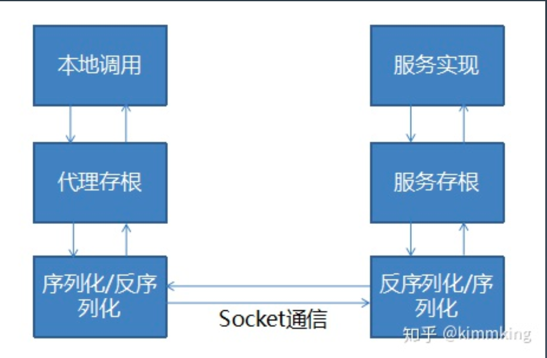 本地调用
服务实现
代理存根
服务存根
序列化/反序
列化
反序列化/序
列化
Socket通信
知乎 @kimmking